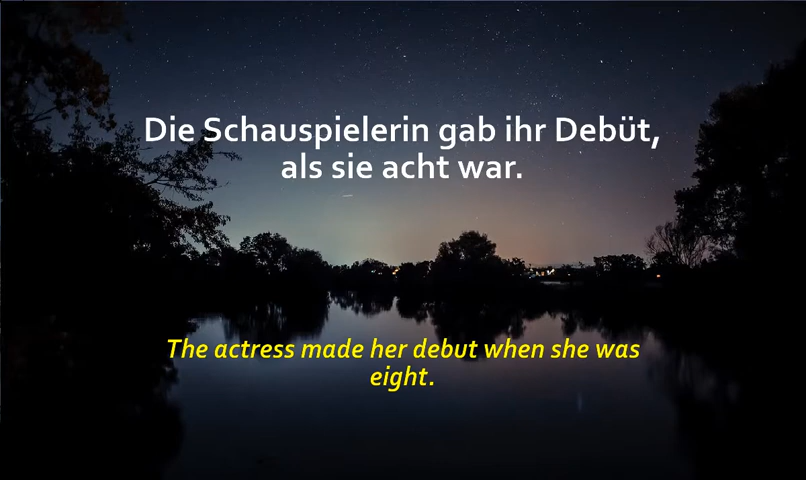 Die Schauspielerin gab ihr Debüt,
als sie acht war.
The actress made her debut when she was
eight.